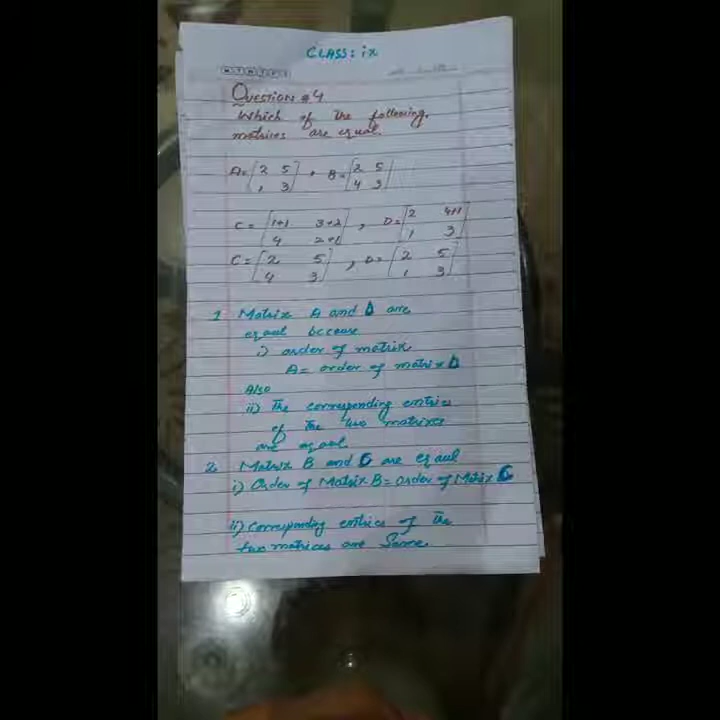 CLASS: ix
Question #4
Which of the following.
matrices are equal.
A=[2 5 , B=[2 5
1 3] 4 3]
C= [1+1 3+2 , D=[2 4+1
4 2+1] 1 3]
C= [2 5 , D= [2 5
4 3] 1 3]
1 Matrix A and D are
equal because
i) order of matrix
A= order of matrix D
Also
ii) The corresponding entries
of the two matrixes
are equal.
2. Matrix B and C are equal
i) Order of Matrix B= order of Matrix C
ii) Corresponding entries of the
two matrices are Same.